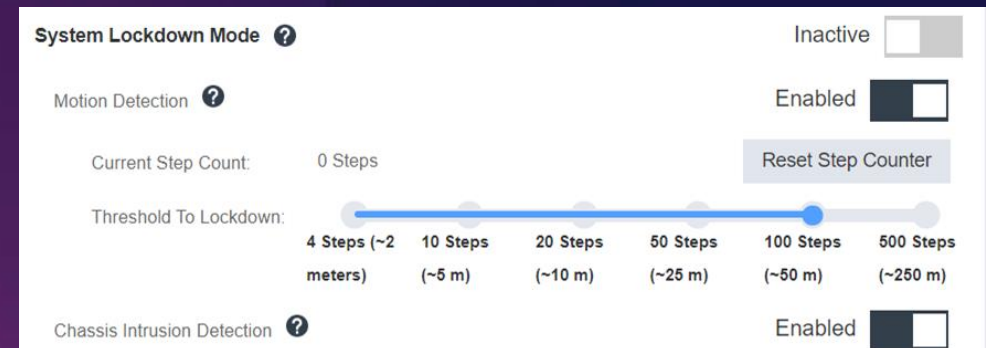 System Lockdown Mode ? Inactive
Motion Detection ? Enabled
Current Step Count: 0 Steps Reset Step Counter
Threshold To Lockdown:
4 Steps (~2 10 Steps 20 Steps 50 Steps 100 Steps 500 Steps
meters) (~5 m) (~10 m) (~25 m) (~50 m) (~250 m)
Chassis Intrusion Detection ? Enabled